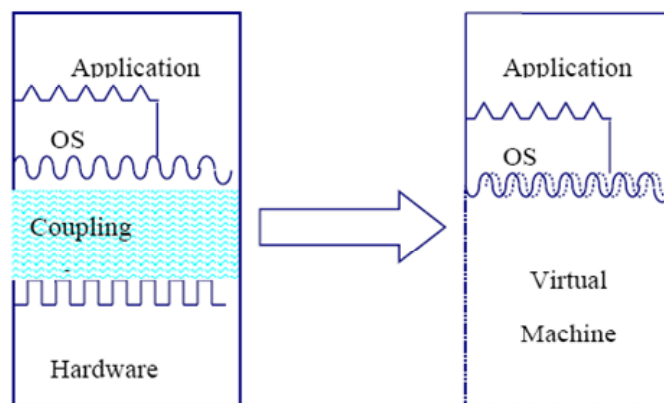 Application
OS
Coupling
Hardware
Application
OS
Virtual
Machine